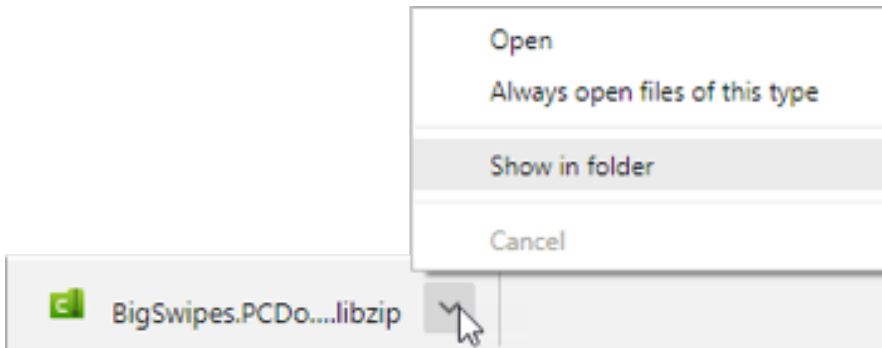 Open
Always open files of this type
Show in folder
Cancel
BigSwipes.PCDo....libzip